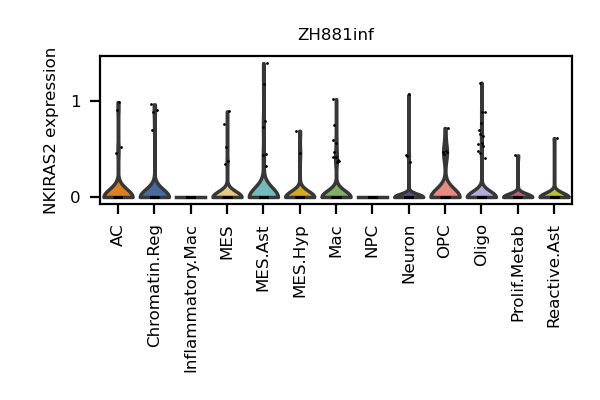 ZH881inf
NKIRAS2 expression
1
0
AC
Chromatin.Reg
Inflammatory.Mac
MES
MES.Ast
MES.Hyp
Mac
NPC
Neuron
OPC
Oligo
Prolif.Metab
Reactive.Ast